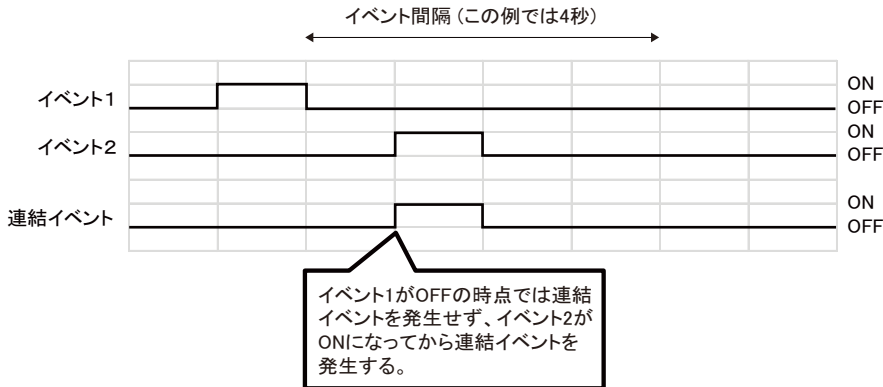 イベント間隔（この例では4秒）
イベント1
ON
OFF
イベント2
ON
OFF
連結イベント
ON
OFF
イベント1がOFFの時点では連結
イベントを発生せず、イベント2が
ONになってから連結イベントを
発生する。